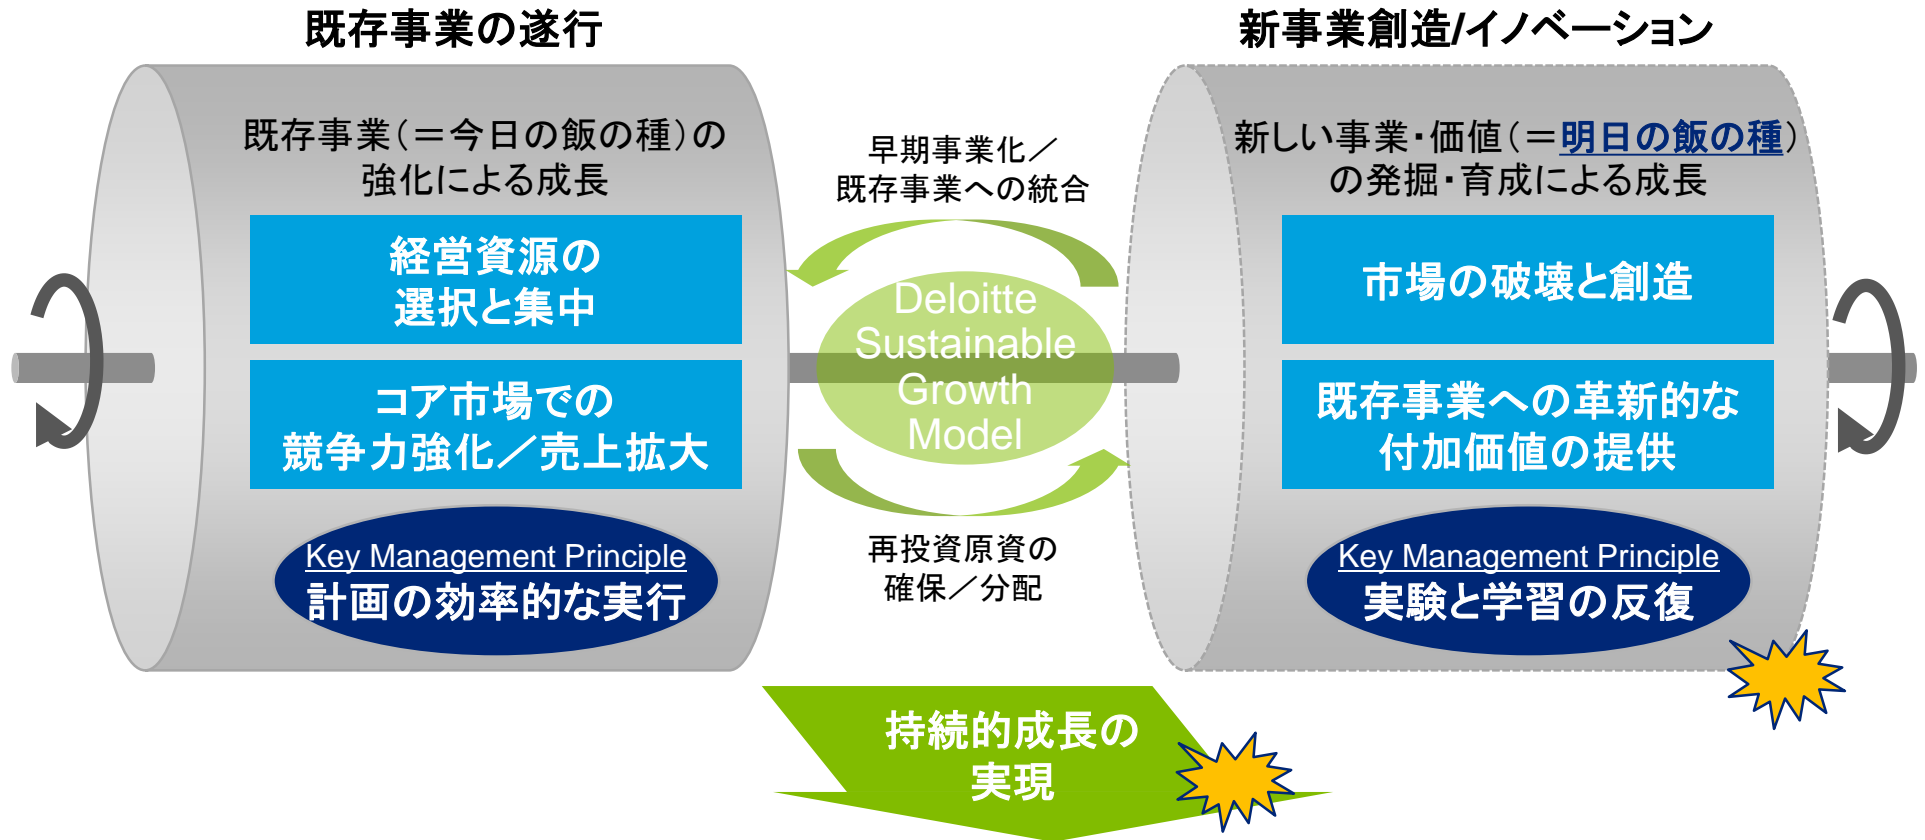 既存事業の遂行
既存事業(=今日の飯の種)の
強化による成長
経営資源の
選択と集中
コア市場での
競争力強化/売上拡大
Key Management Principle
計画の効率的な実行
早期事業化/
既存事業への統合
Deloitte
Sustainable
Growth
Model
再投資原資の
確保/分配
新事業創造/イノベーション
新しい事業・価値(=明日の飯の種)
の発掘・育成による成長
市場の破壊と創造
既存事業への革新的な
付加価値の提供
Key Management Principle
実験と学習の反復
持続的成長の
実現